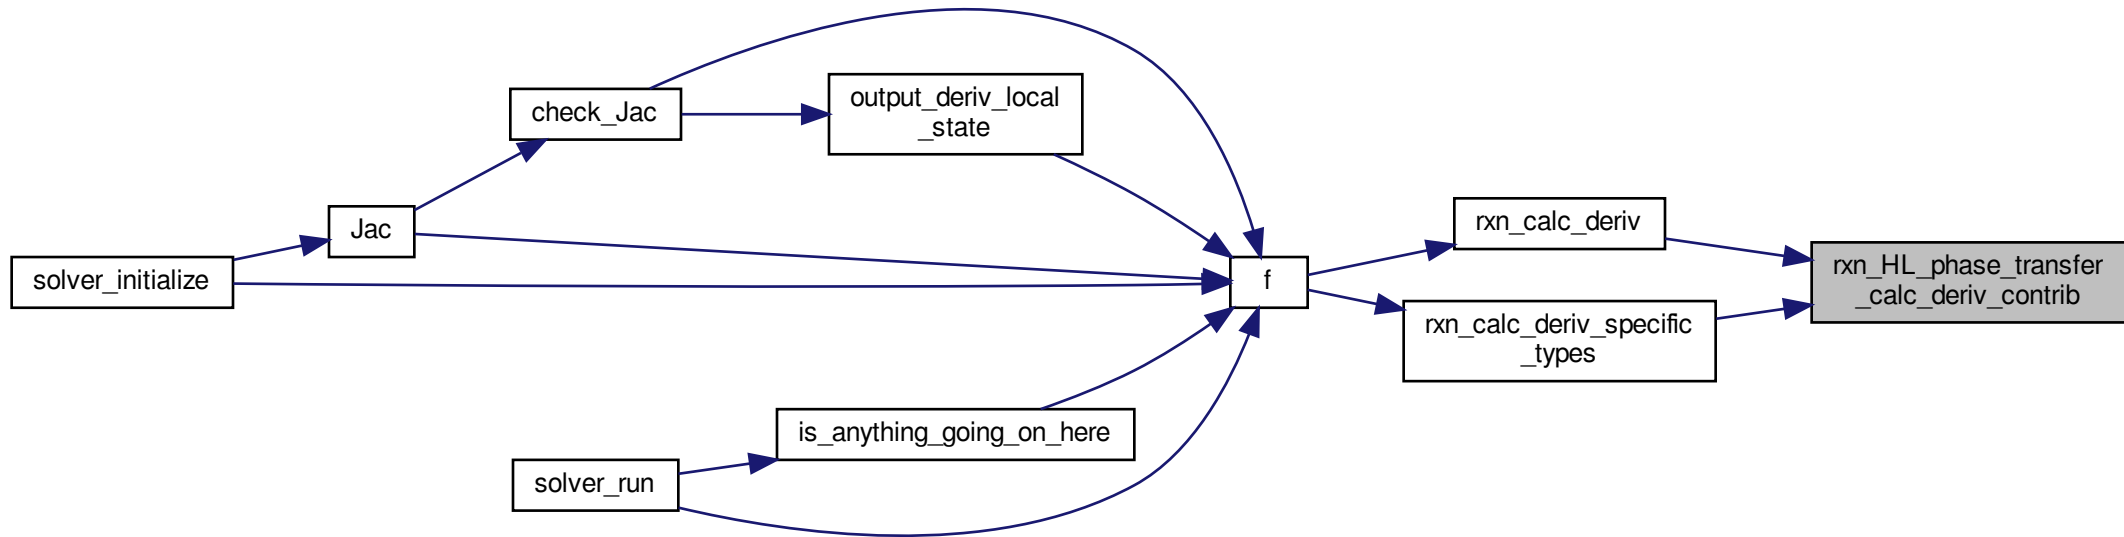 check_Jac
output_deriv_local
_state
Jac
solver_initialize
f
rxn_calc_deriv
rxn_calc_deriv_specific
_types
rxn_HL_phase_transfer
_calc_deriv_contrib
is_anything_going_on_here
solver_run